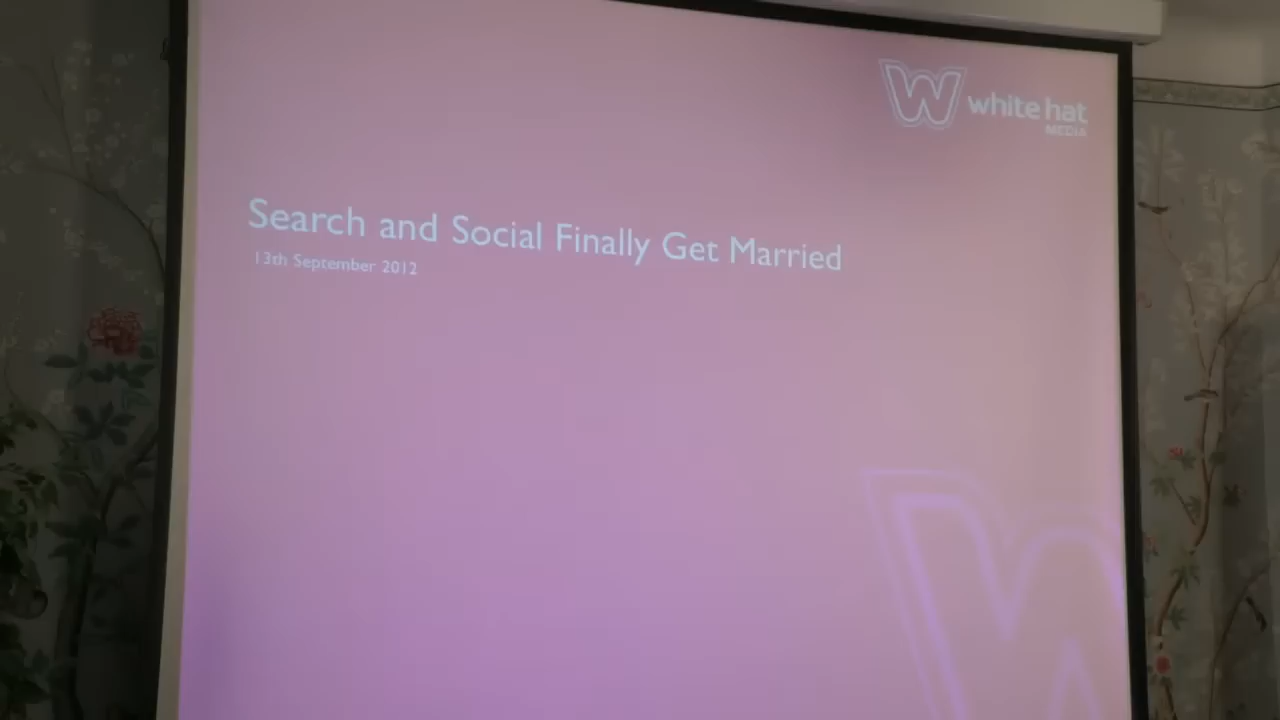 W white hat
MEDIA
Search and Social Finally Get Married
13th September 2012
W